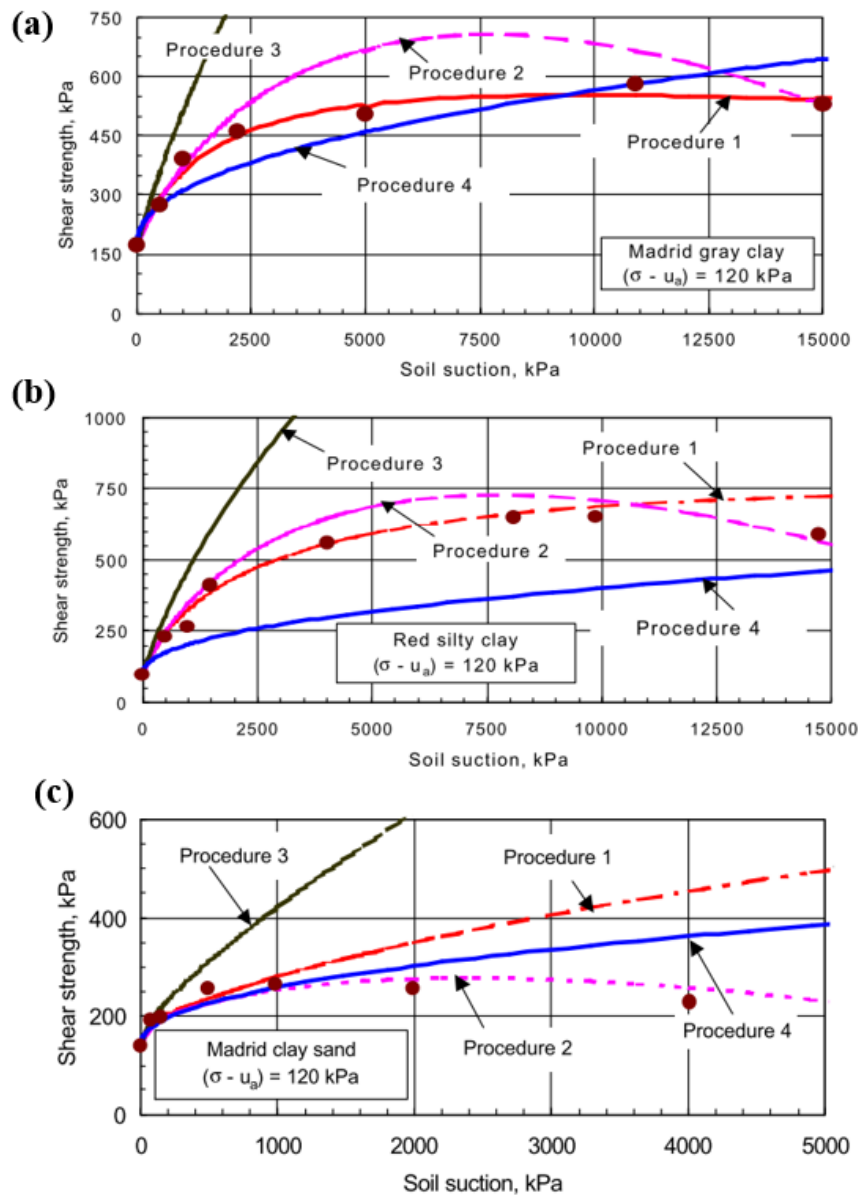 (a)
750
600
450
300
150
0
Shear strength, kPa
Procedure 3
Procedure 2
Procedure 1
Procedure 4
Madrid gray clay
(σ - uₐ) = 120 kPa
0 2500 5000 7500 10000 12500 15000
Soil suction, kPa
(b)
1000
750
500
250
0
Shear strength, kPa
Procedure 1
Procedure 3
Procedure 2
Procedure 4
Red silty clay
(σ - uₐ) = 120 kPa
0 2500 5000 7500 10000 12500 15000
Soil suction, kPa
(c)
600
400
200
0
Shear strength, kPa
Procedure 3
Procedure 1
Procedure 4
Procedure 2
Madrid clay sand
(σ - uₐ) = 120 kPa
0 1000 2000 3000 4000 5000
Soil suction, kPa